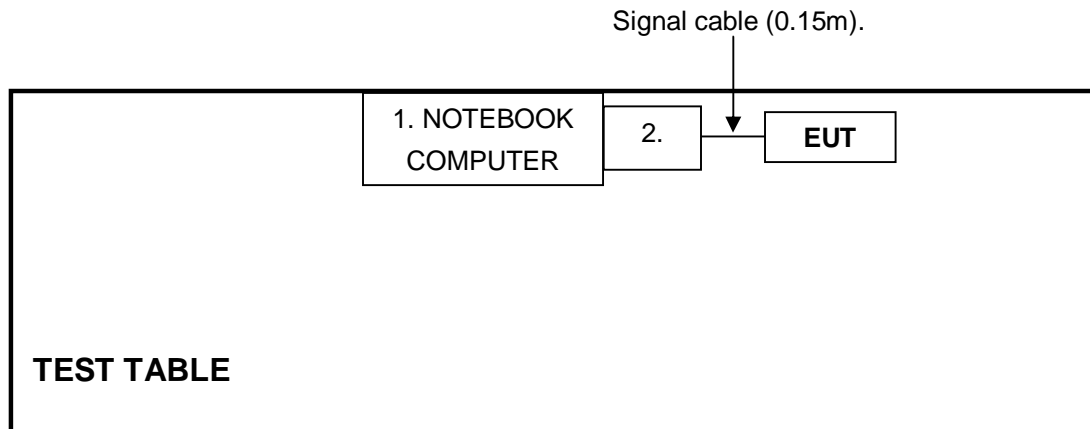 Signal cable (0.15m).
1. NOTEBOOK
COMPUTER
2.
EUT
TEST TABLE